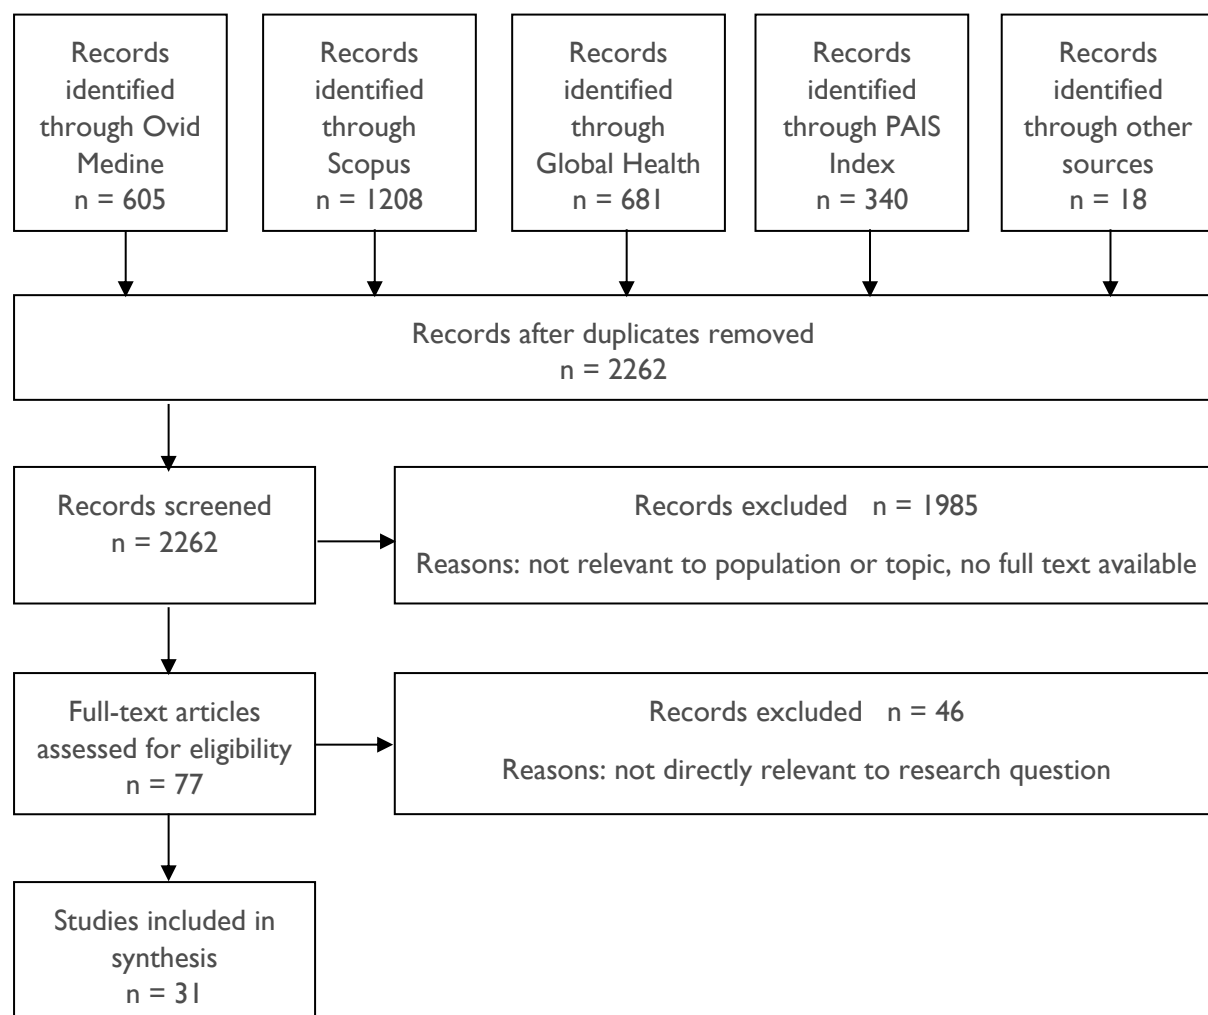 Records
identified
through Ovid
Medine
n = 605
Records
identified
through
Scopus
n = 1208
Records
identified
through
Global Health
n = 681
Records
identified
through PAIS
Index
n = 340
Records
identified
through other
sources
n = 18
Records after duplicates removed
n = 2262
Records screened
n = 2262
Records excluded n = 1985
Reasons: not relevant to population or topic, no full text available
Full-text articles
assessed for eligibility
n = 77
Records excluded n = 46
Reasons: not directly relevant to research question
Studies included in
synthesis
n = 31